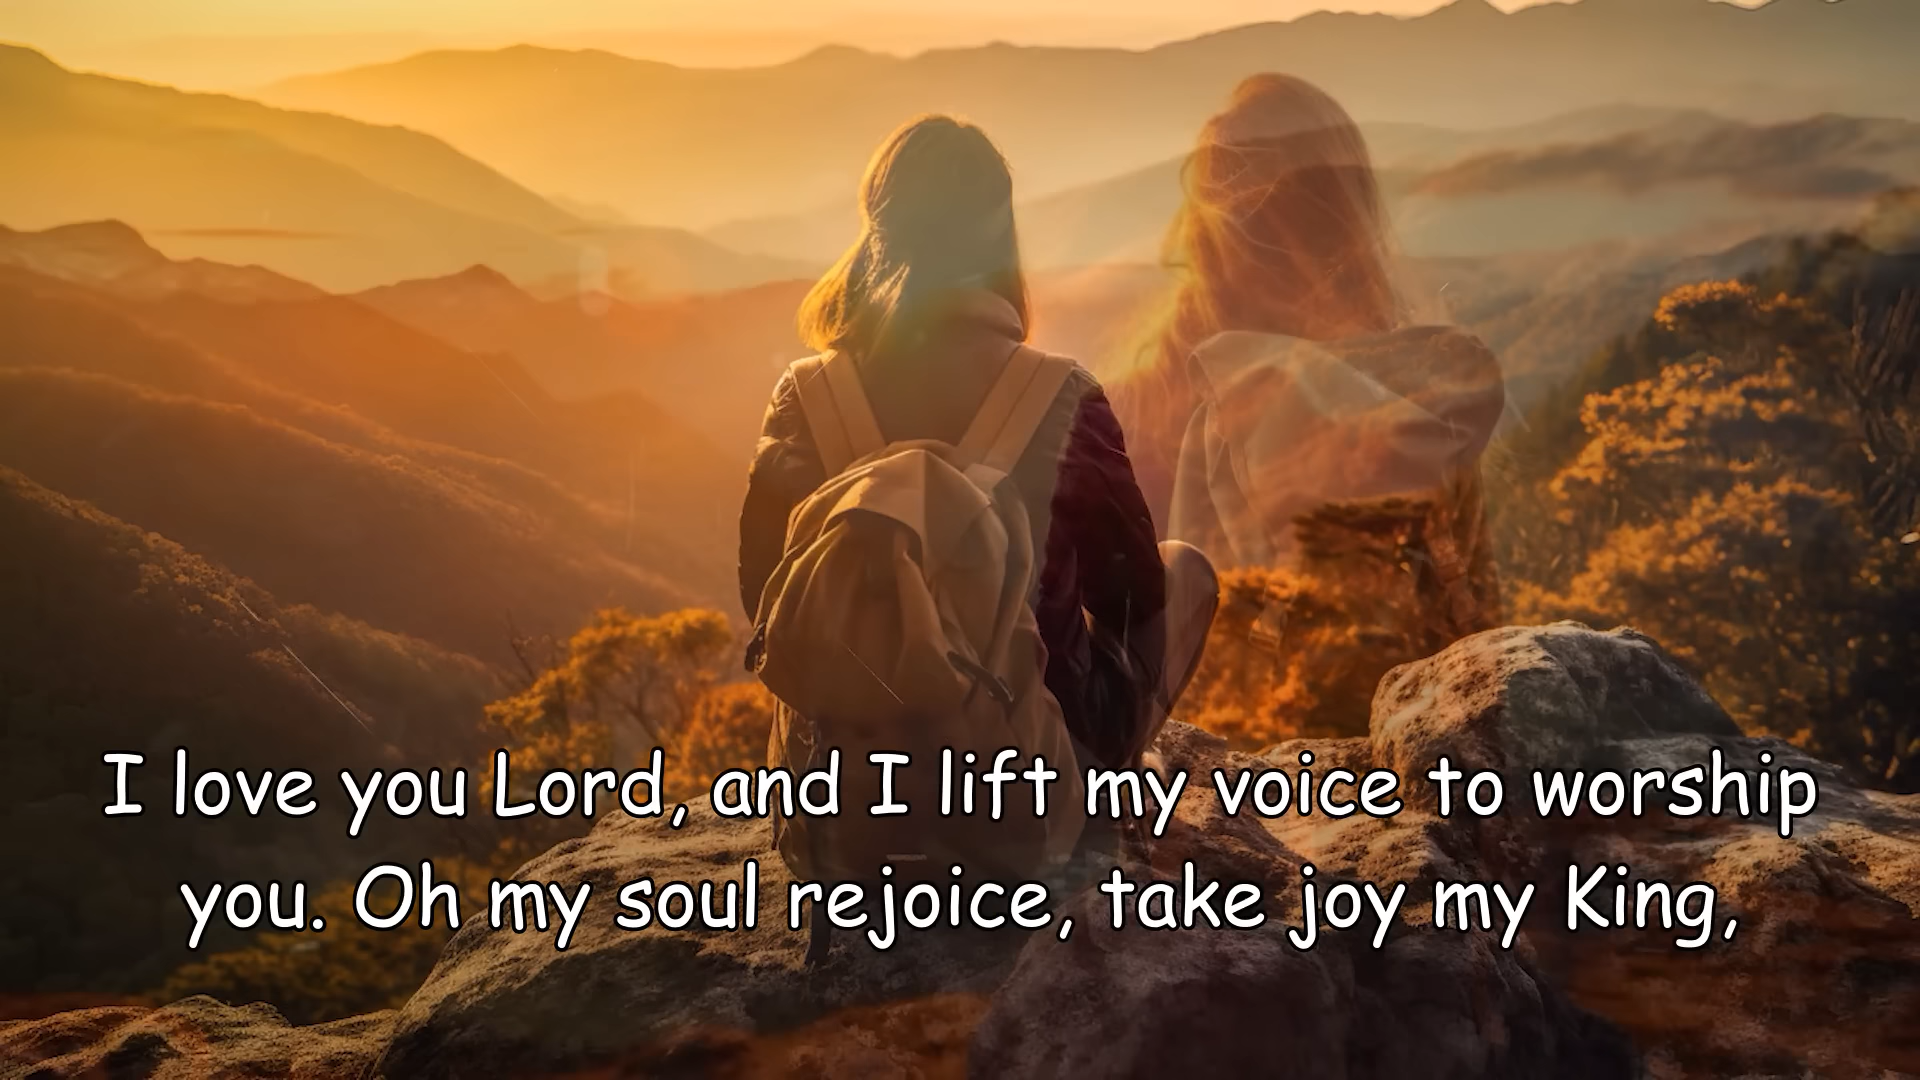 I love you Lord, and I lift my voice to worship
you. Oh my soul rejoice, take joy my King,